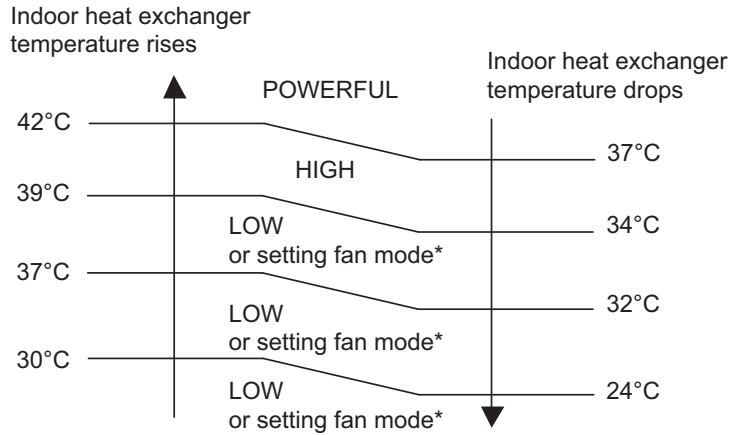 Indoor heat exchanger
temperature rises
Indoor heat exchanger
temperature drops
POWERFUL
42°C
37°C
HIGH
39°C
34°C
LOW
or setting fan mode*
37°C
32°C
LOW
or setting fan mode*
30°C
24°C
LOW
or setting fan mode*